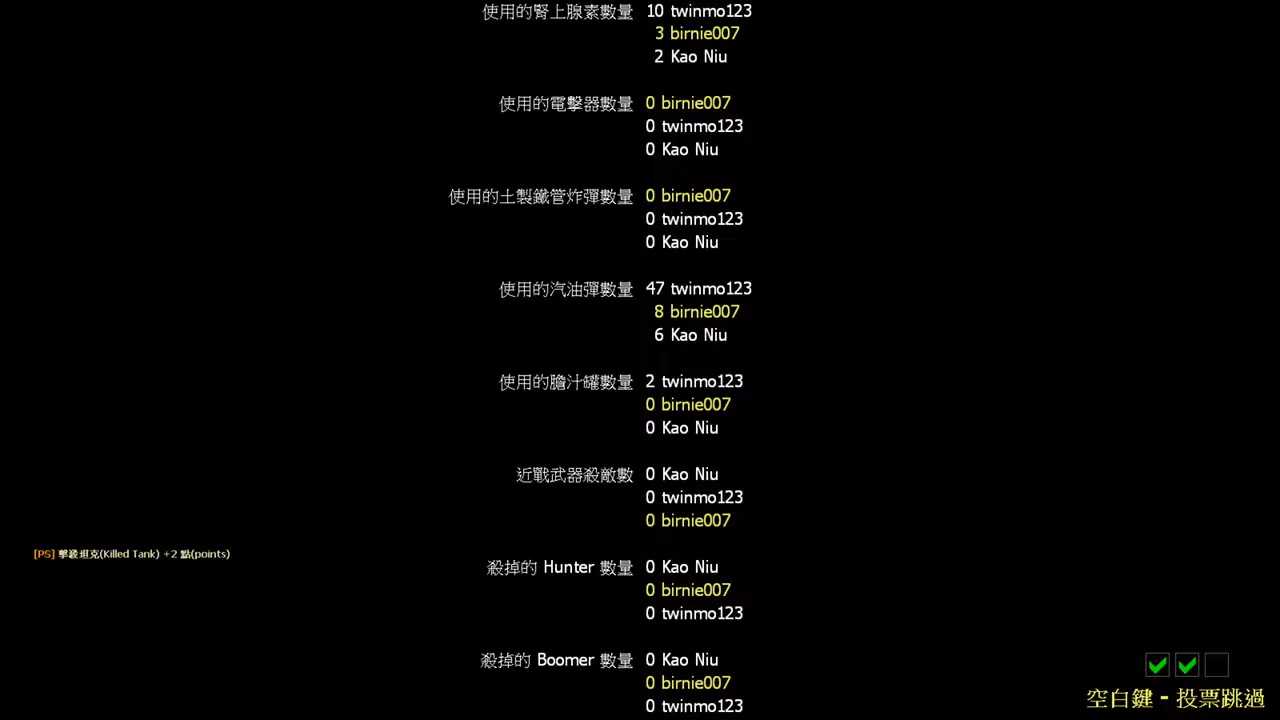 使用的腎上腺素數量 10 twinmo123
3 birnie007
2 Kao Niu
使用的電擊器數量 0 birnie007
0 twinmo123
0 Kao Niu
使用的土製鐵管炸彈數量 0 birnie007
0 twinmo123
0 Kao Niu
使用的汽油彈數量 47 twinmo123
8 birnie007
6 Kao Niu
使用的膽汁罐數量 2 twinmo123
0 birnie007
0 Kao Niu
近戰武器殺敵數 0 Kao Niu
0 twinmo123
0 birnie007
[PS] 擊殺坦克(Killed Tank) +2 點(points)
殺掉的 Hunter 數量 0 Kao Niu
0 birnie007
0 twinmo123
殺掉的 Boomer 數量 0 Kao Niu
0 birnie007
0 twinmo123
空白鍵 - 投票跳過